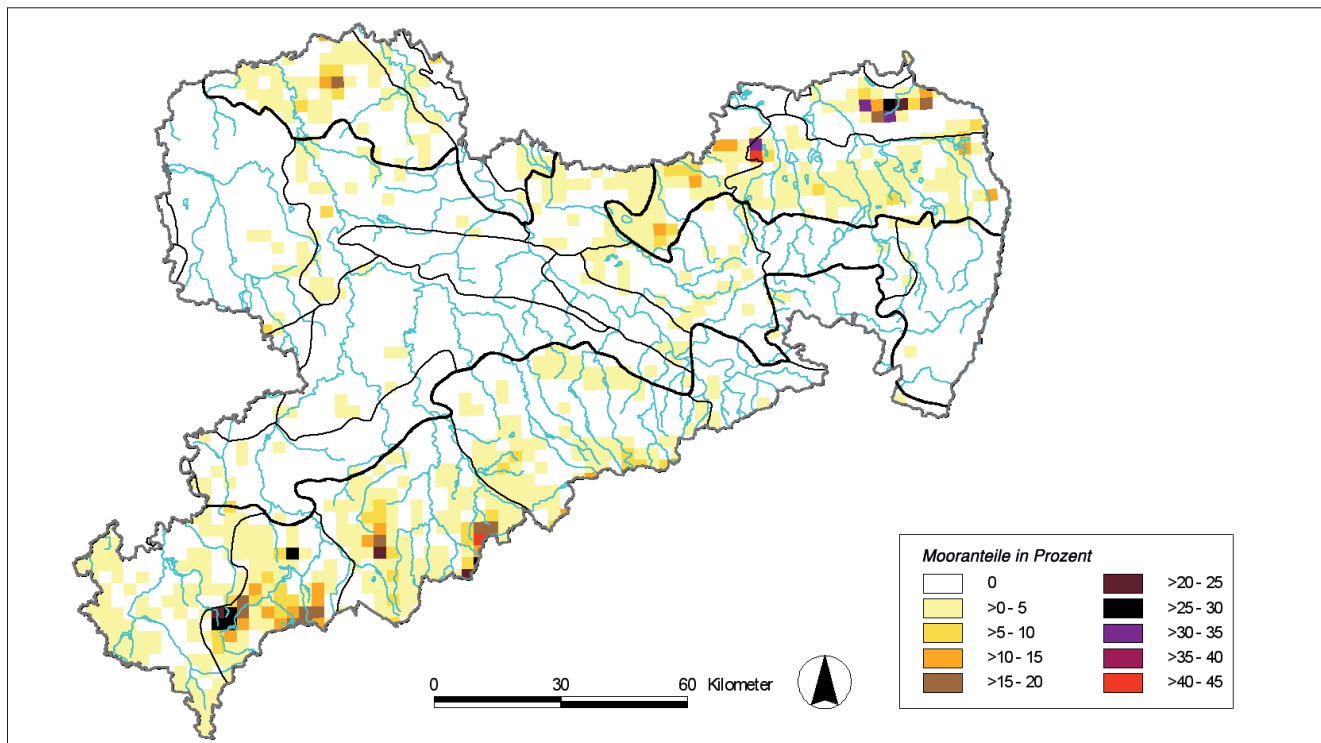 Mooranteile in Prozent
0 >20 - 25
>0 - 5 >25 - 30
>5 - 10 >30 - 35
>10 - 15 >35 - 40
>15 - 20 >40 - 45
0 30 60 Kilometer